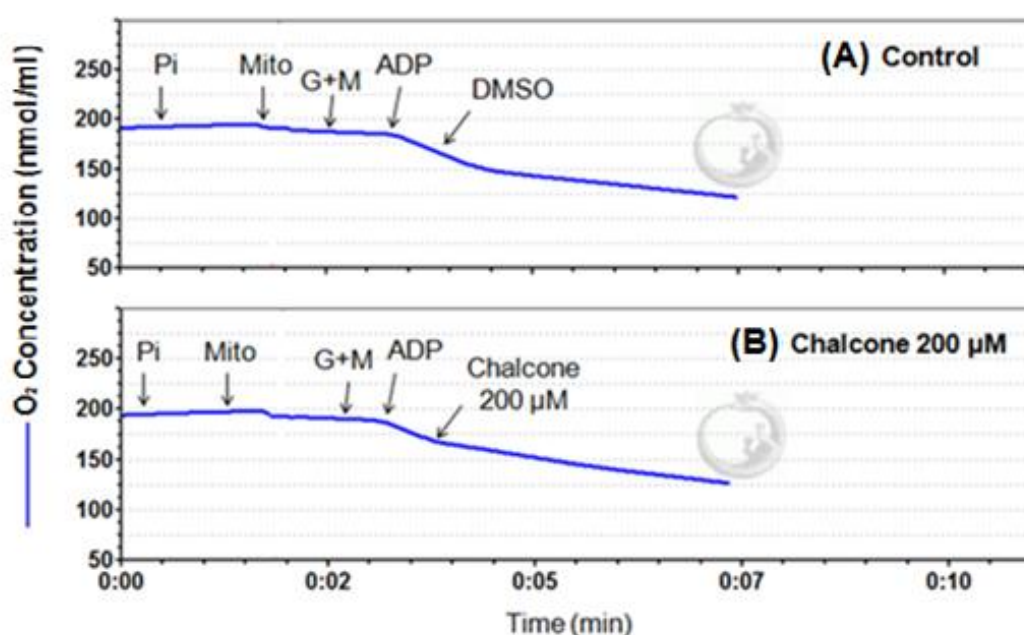 O₂ Concentration (nmol/ml)
(A) Control
250
200
150
100
50
Pi
Mito
G+M
ADP
DMSO
(B) Chalcone 200 µM
250
200
150
100
50
Pi
Mito
G+M
ADP
Chalcone
200 µM
0:00
0:02
0:05
0:07
0:10
Time (min)